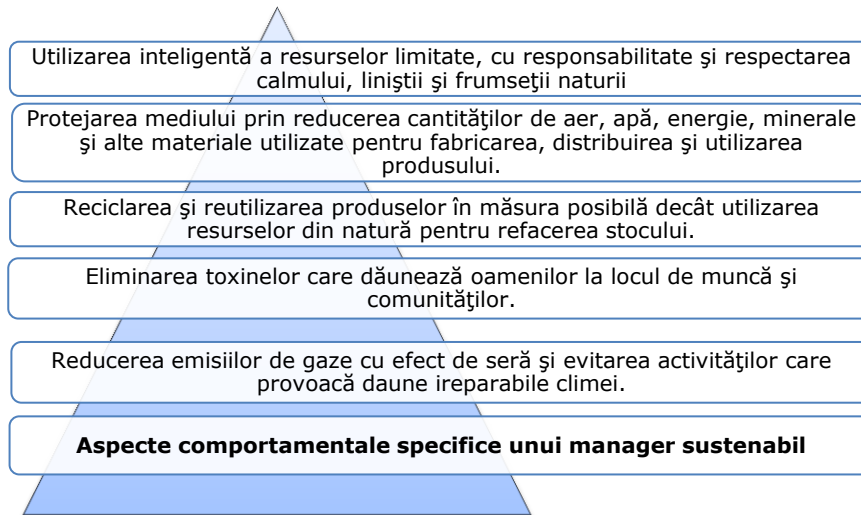 Utilizarea inteligentă a resurselor limitate, cu responsabilitate şi respectarea
calmului, liniştii şi frumseţii naturii
Protejarea mediului prin reducerea cantităţilor de aer, apă, energie, minerale
şi alte materiale utilizate pentru fabricarea, distribuirea şi utilizarea
produsului.
Reciclarea şi reutilizarea produselor în măsura posibilă decât utilizarea
resurselor din natură pentru refacerea stocului.
Eliminarea toxinelor care dăunează oamenilor la locul de muncă şi
comunităţilor.
Reducerea emisiilor de gaze cu efect de seră şi evitarea activităţilor care
provoacă daune ireparabile climei.
Aspecte comportamentale specifice unui manager sustenabil